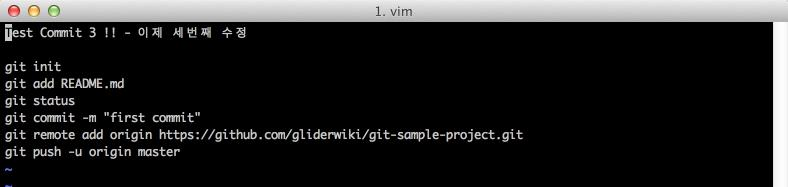 1. vim
Test Commit 3 !! - 이제 세번째 수정
git init
git add README.md
git status
git commit -m "first commit"
git remote add origin https://github.com/gliderwiki/git-sample-project.git
git push -u origin master
~
~